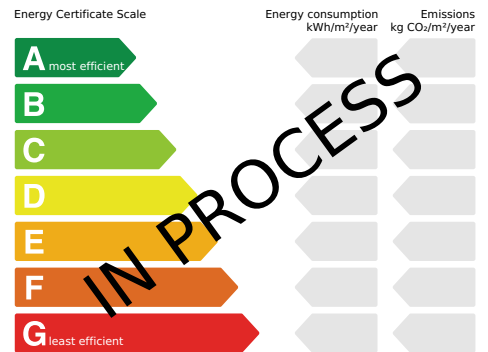 Energy Certificate Scale
Energy consumption
kWh/m²/year
Emissions
kg CO₂/m²/year
A most efficient
B
C
D
E
F
G least efficient
IN PROCESS